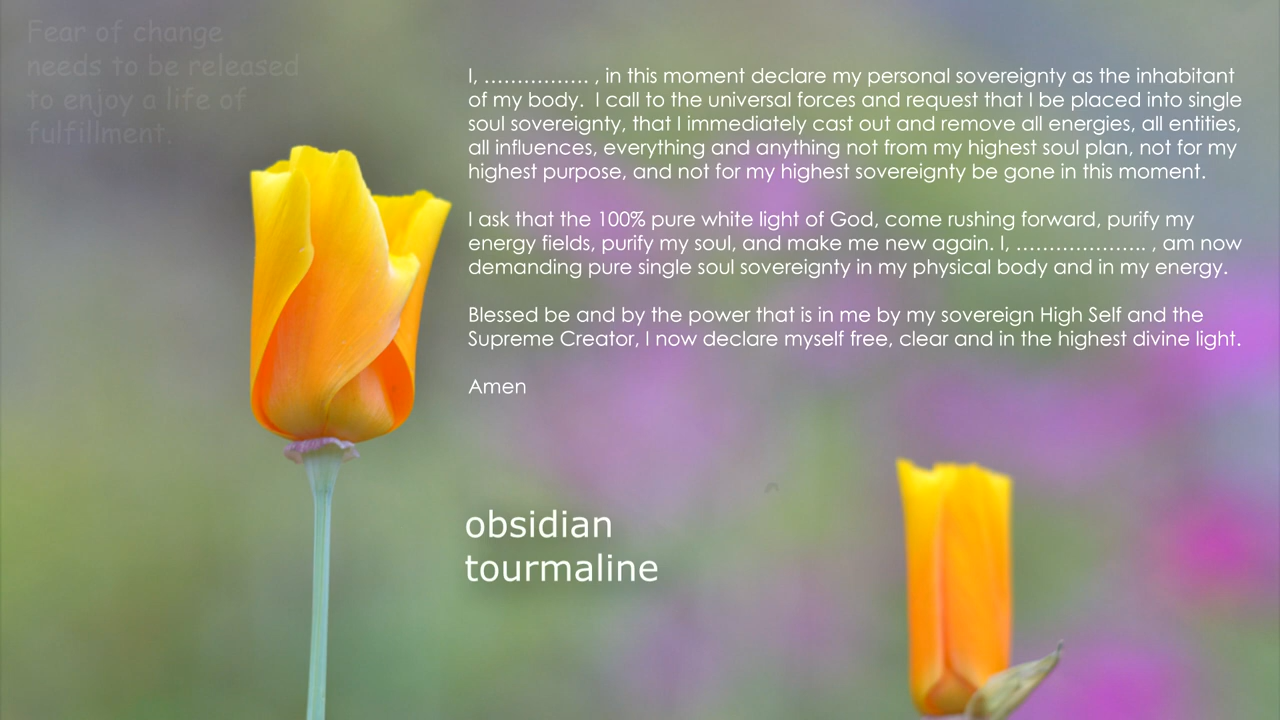 Fear of change
needs to be released
to enjoy a life of
fulfillment.
I, ................ , in this moment declare my personal sovereignty as the inhabitant
of my body.  I call to the universal forces and request that I be placed into single
soul sovereignty, that I immediately cast out and remove all energies, all entities,
all influences, everything and anything not from my highest soul plan, not for my
highest purpose, and not for my highest sovereignty be gone in this moment.
I ask that the 100% pure white light of God, come rushing forward, purify my
energy fields, purify my soul, and make me new again. I, .................... , am now
demanding pure single soul sovereignty in my physical body and in my energy.
Blessed be and by the power that is in me by my sovereign High Self and the
Supreme Creator, I now declare myself free, clear and in the highest divine light.
Amen
obsidian
tourmaline